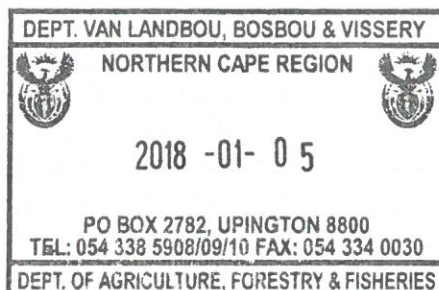 DEPT. VAN LANDBOU, BOSBOU & VISSERY
NORTHERN CAPE REGION
2018 -01- 05
PO BOX 2782, UPINGTON 8800
TEL: 054 338 5908/09/10 FAX: 054 334 0030
DEPT. OF AGRICULTURE, FORESTRY & FISHERIES